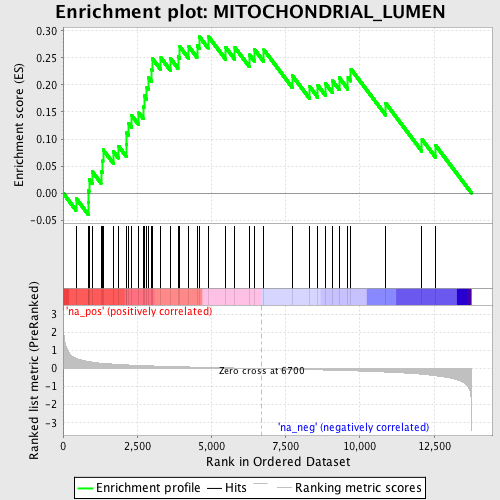 Enrichment plot: MITOCHONDRIAL_LUMEN
Enrichment score (ES)
0.30
0.25
0.20
0.15
0.10
0.05
0.00
-0.05
'na_pos' (positively correlated)
Ranked list metric (PreRanked)
3
2
1
0
-1
-2
-3
Zero cross at 6700
'na_neg' (negatively correlated)
0
2,500
5,000
7,500
10,000
12,500
Rank in Ordered Dataset
Enrichment profile
Hits
Ranking metric scores